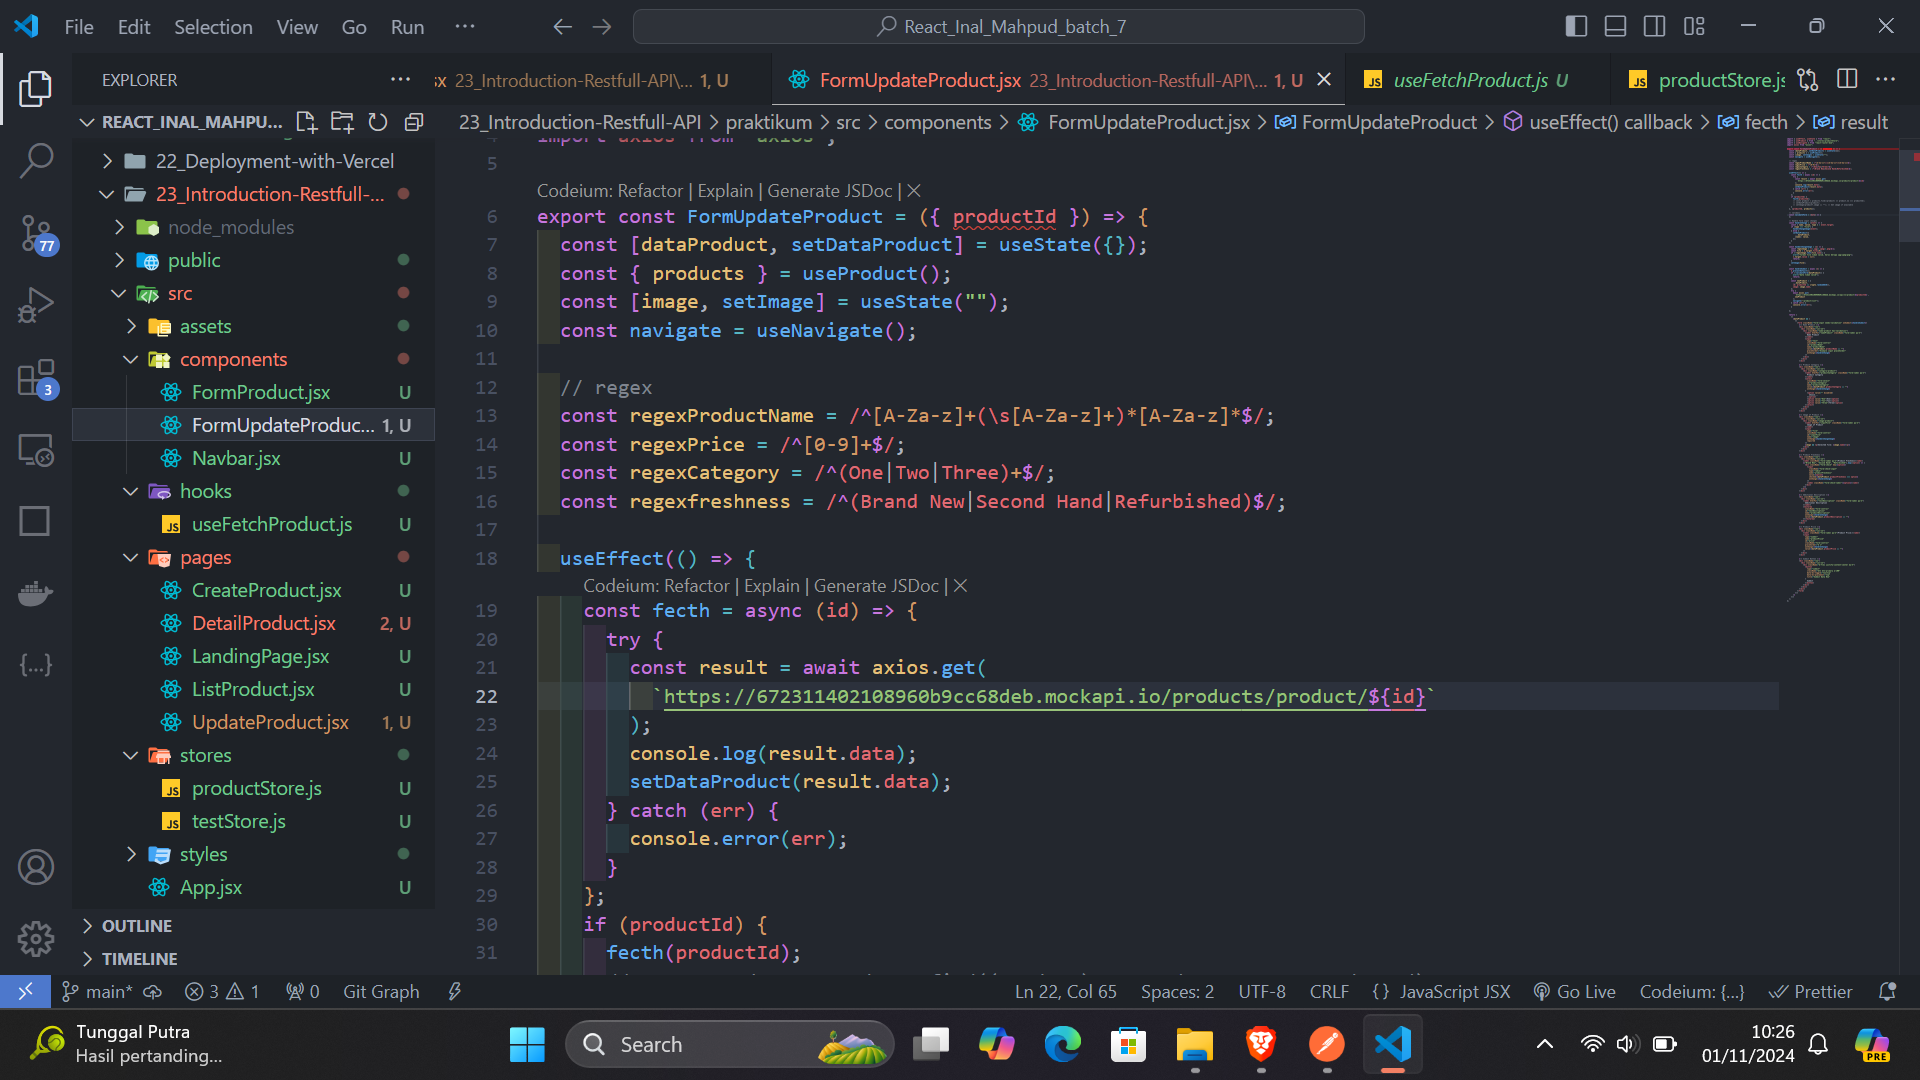 File Edit Selection View Go Run ···
React_Inal_Mahpud_batch_7
EXPLORER ···
sx 23_Introduction-Restfull-API\... 1, U
FormUpdateProduct.jsx 23_Introduction-Restfull-API\... 1, U
useFetchProduct.js U
productStore.js
REACT_INAL_MAHPU...
22_Deployment-with-Vercel
23_Introduction-Restfull-...
node_modules
public
src
assets
components
FormProduct.jsx U
FormUpdateProduc... 1, U
Navbar.jsx U
hooks
useFetchProduct.js U
pages
CreateProduct.jsx U
DetailProduct.jsx 2, U
LandingPage.jsx U
ListProduct.jsx U
UpdateProduct.jsx 1, U
stores
productStore.js U
testStore.js U
styles
App.jsx U
OUTLINE
TIMELINE
77
3
23_Introduction-Restfull-API > praktikum > src > components > FormUpdateProduct.jsx > FormUpdateProduct > useEffect() callback > fecth > result
4 import axios from "axios";
5
Codeium: Refactor | Explain | Generate JSDoc | ×
6 export const FormUpdateProduct = ({ productId }) => {
7 const [dataProduct, setDataProduct] = useState({});
8 const { products } = useProduct();
9 const [image, setImage] = useState("");
10 const navigate = useNavigate();
11
12 // regex
13 const regexProductName = /^[A-Za-z]+(\s[A-Za-z]+)*[A-Za-z]*$/;
14 const regexPrice = /^[0-9]+$/;
15 const regexCategory = /^(One|Two|Three)+$/;
16 const regexfreshness = /^(Brand New|Second Hand|Refurbished)$/;
17
18 useEffect(() => {
Codeium: Refactor | Explain | Generate JSDoc | ×
19 const fecth = async (id) => {
20 try {
21 const result = await axios.get(
22 `https://672311402108960b9cc68deb.mockapi.io/products/product/${id}`
23 );
24 console.log(result.data);
25 setDataProduct(result.data);
26 } catch (err) {
27 console.error(err);
28 }
29 };
30 if (productId) {
31 fecth(productId);
main* 3 1 0 Git Graph
Ln 22, Col 65 Spaces: 2 UTF-8 CRLF {} JavaScript JSX Go Live Codeium: {...} Prettier
Tunggal Putra
Hasil pertanding...
Search
10:26
01/11/2024
PRE